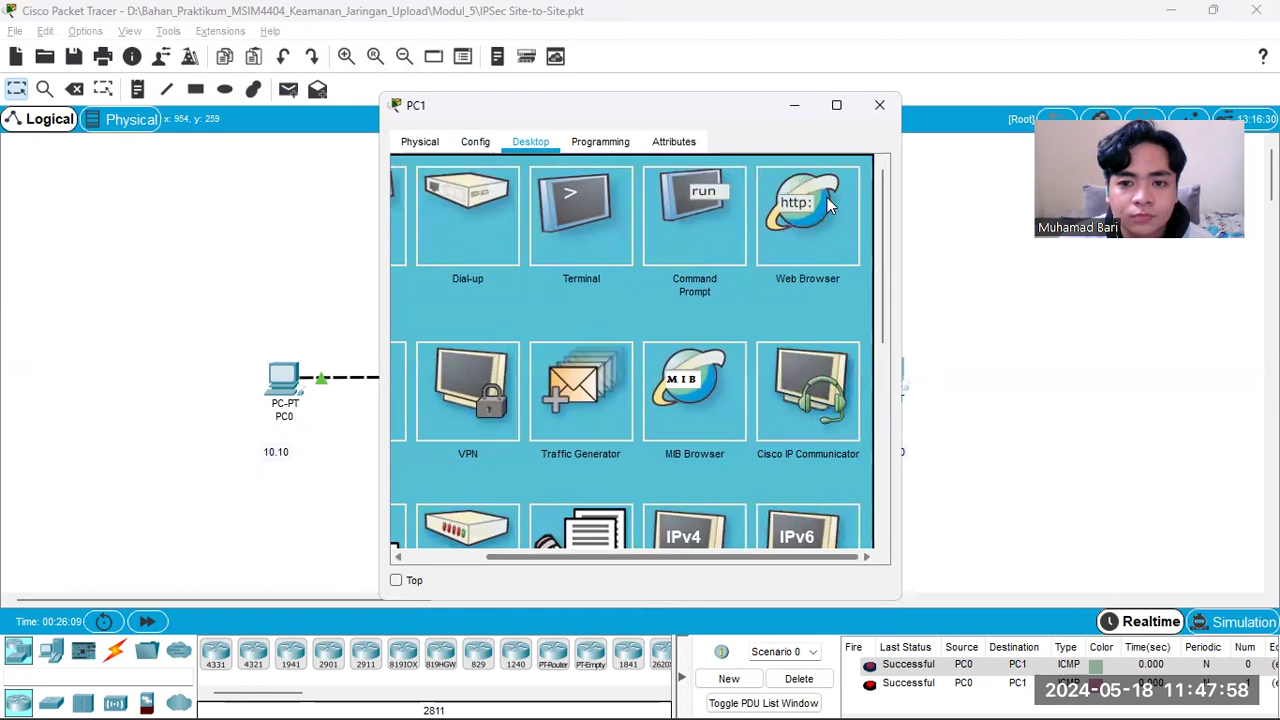 Cisco Packet Tracer - D:\Bahan_Praktikum_MSIM4404_Keamanan_Jaringan_Upload\Modul_5\IPSec Site-to-Site.pkt
File Edit Options View Tools Extensions Help
Logical Physical x: 954, y: 259 [Root] 13:16:30
PC1
Physical Config Desktop Programming Attributes
> run http:
Dial-up Terminal Command Prompt Web Browser
Muhamad Bari
MIB
VPN Traffic Generator MIB Browser Cisco IP Communicator
IPv4 IPv6
PC-PT
PC0
10.10
Top
Time: 00:26:09 Realtime Simulation
4331 4321 1941 2901 2911 819IOX 819HGW 829 1240 PT-Router PT-Empty 1841 2620X
Scenario 0 Fire Last Status Source Destination Type Color Time(sec) Periodic Num
New Delete Successful PC0 PC1 ICMP 0.000 N 0
Successful PC0 PC1 ICMP 0.000 N 1
Toggle PDU List Window
2024-05-18 11:47:58
2811